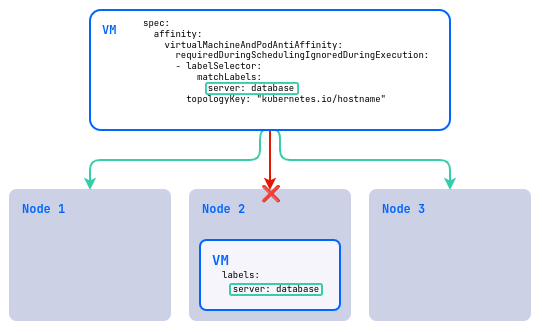 VM
spec:
  affinity:
    virtualMachineAndPodAntiAffinity:
      requiredDuringSchedulingIgnoredDuringExecution:
      - labelSelector:
          matchLabels:
            server: database
        topologyKey: "kubernetes.io/hostname"
Node 1
Node 2
Node 3
VM
labels:
  server: database